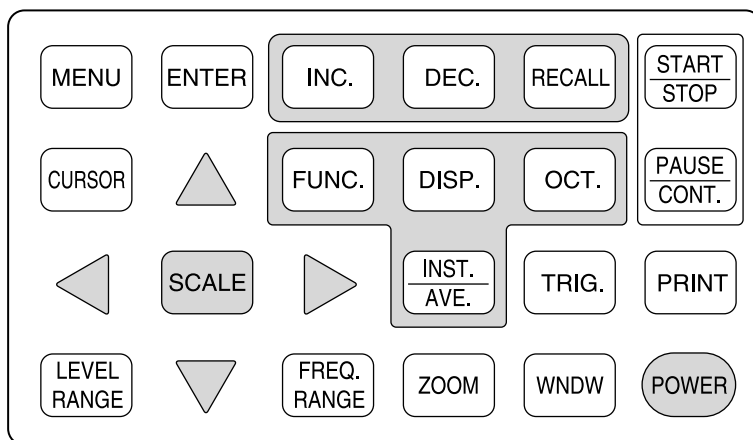 MENU
ENTER
INC.
DEC.
RECALL
START
STOP
CURSOR
FUNC.
DISP.
OCT.
PAUSE
CONT.
SCALE
INST.
AVE.
TRIG.
PRINT
LEVEL
RANGE
FREQ.
RANGE
ZOOM
WNDW
POWER